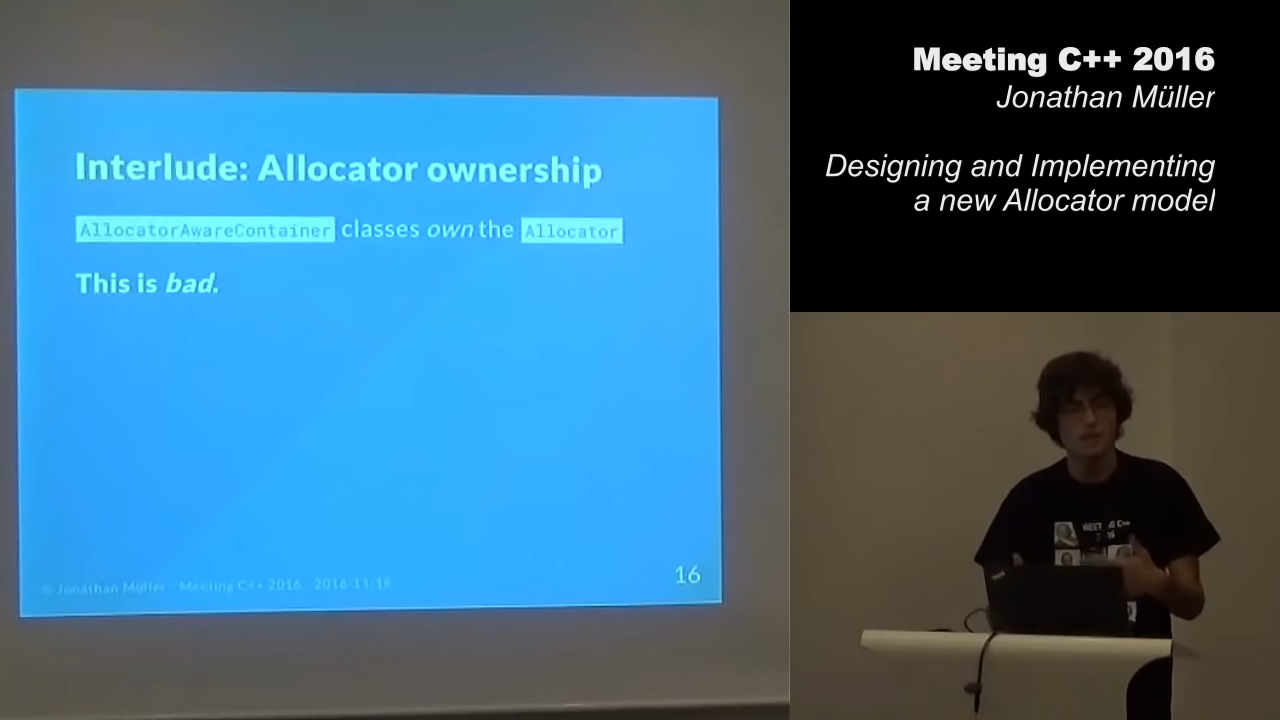 Interlude: Allocator ownership
AllocatorAwareContainer classes own the Allocator
This is bad.
© Jonathan Müller - Meeting C++ 2016 2016-11-18
16
Meeting C++ 2016
Jonathan Müller
Designing and Implementing
a new Allocator model